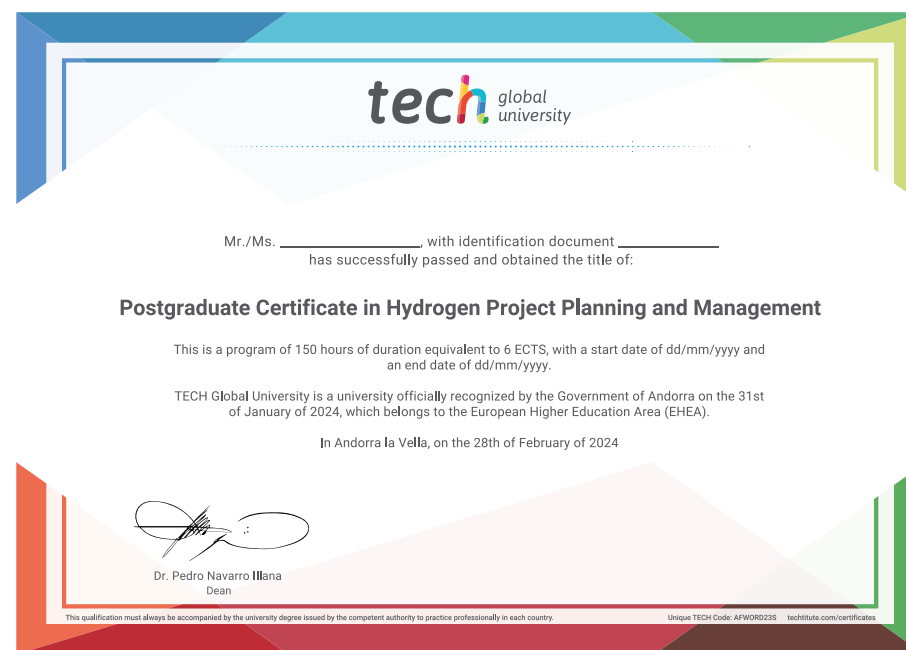 tech global
university
Mr./Ms. ____________, with identification document ____________
has successfully passed and obtained the title of:
Postgraduate Certificate in Hydrogen Project Planning and Management
This is a program of 150 hours of duration equivalent to 6 ECTS, with a start date of dd/mm/yyyy and
an end date of dd/mm/yyyy.
TECH Global University is a university officially recognized by the Government of Andorra on the 31st
of January of 2024, which belongs to the European Higher Education Area (EHEA).
In Andorra la Vella, on the 28th of February of 2024
Dr. Pedro Navarro Illana
Dean
This qualification must always be accompanied by the university degree issued by the competent authority to practice professionally in each country. Unique TECH Code: AFWORD23S techtitute.com/certificates